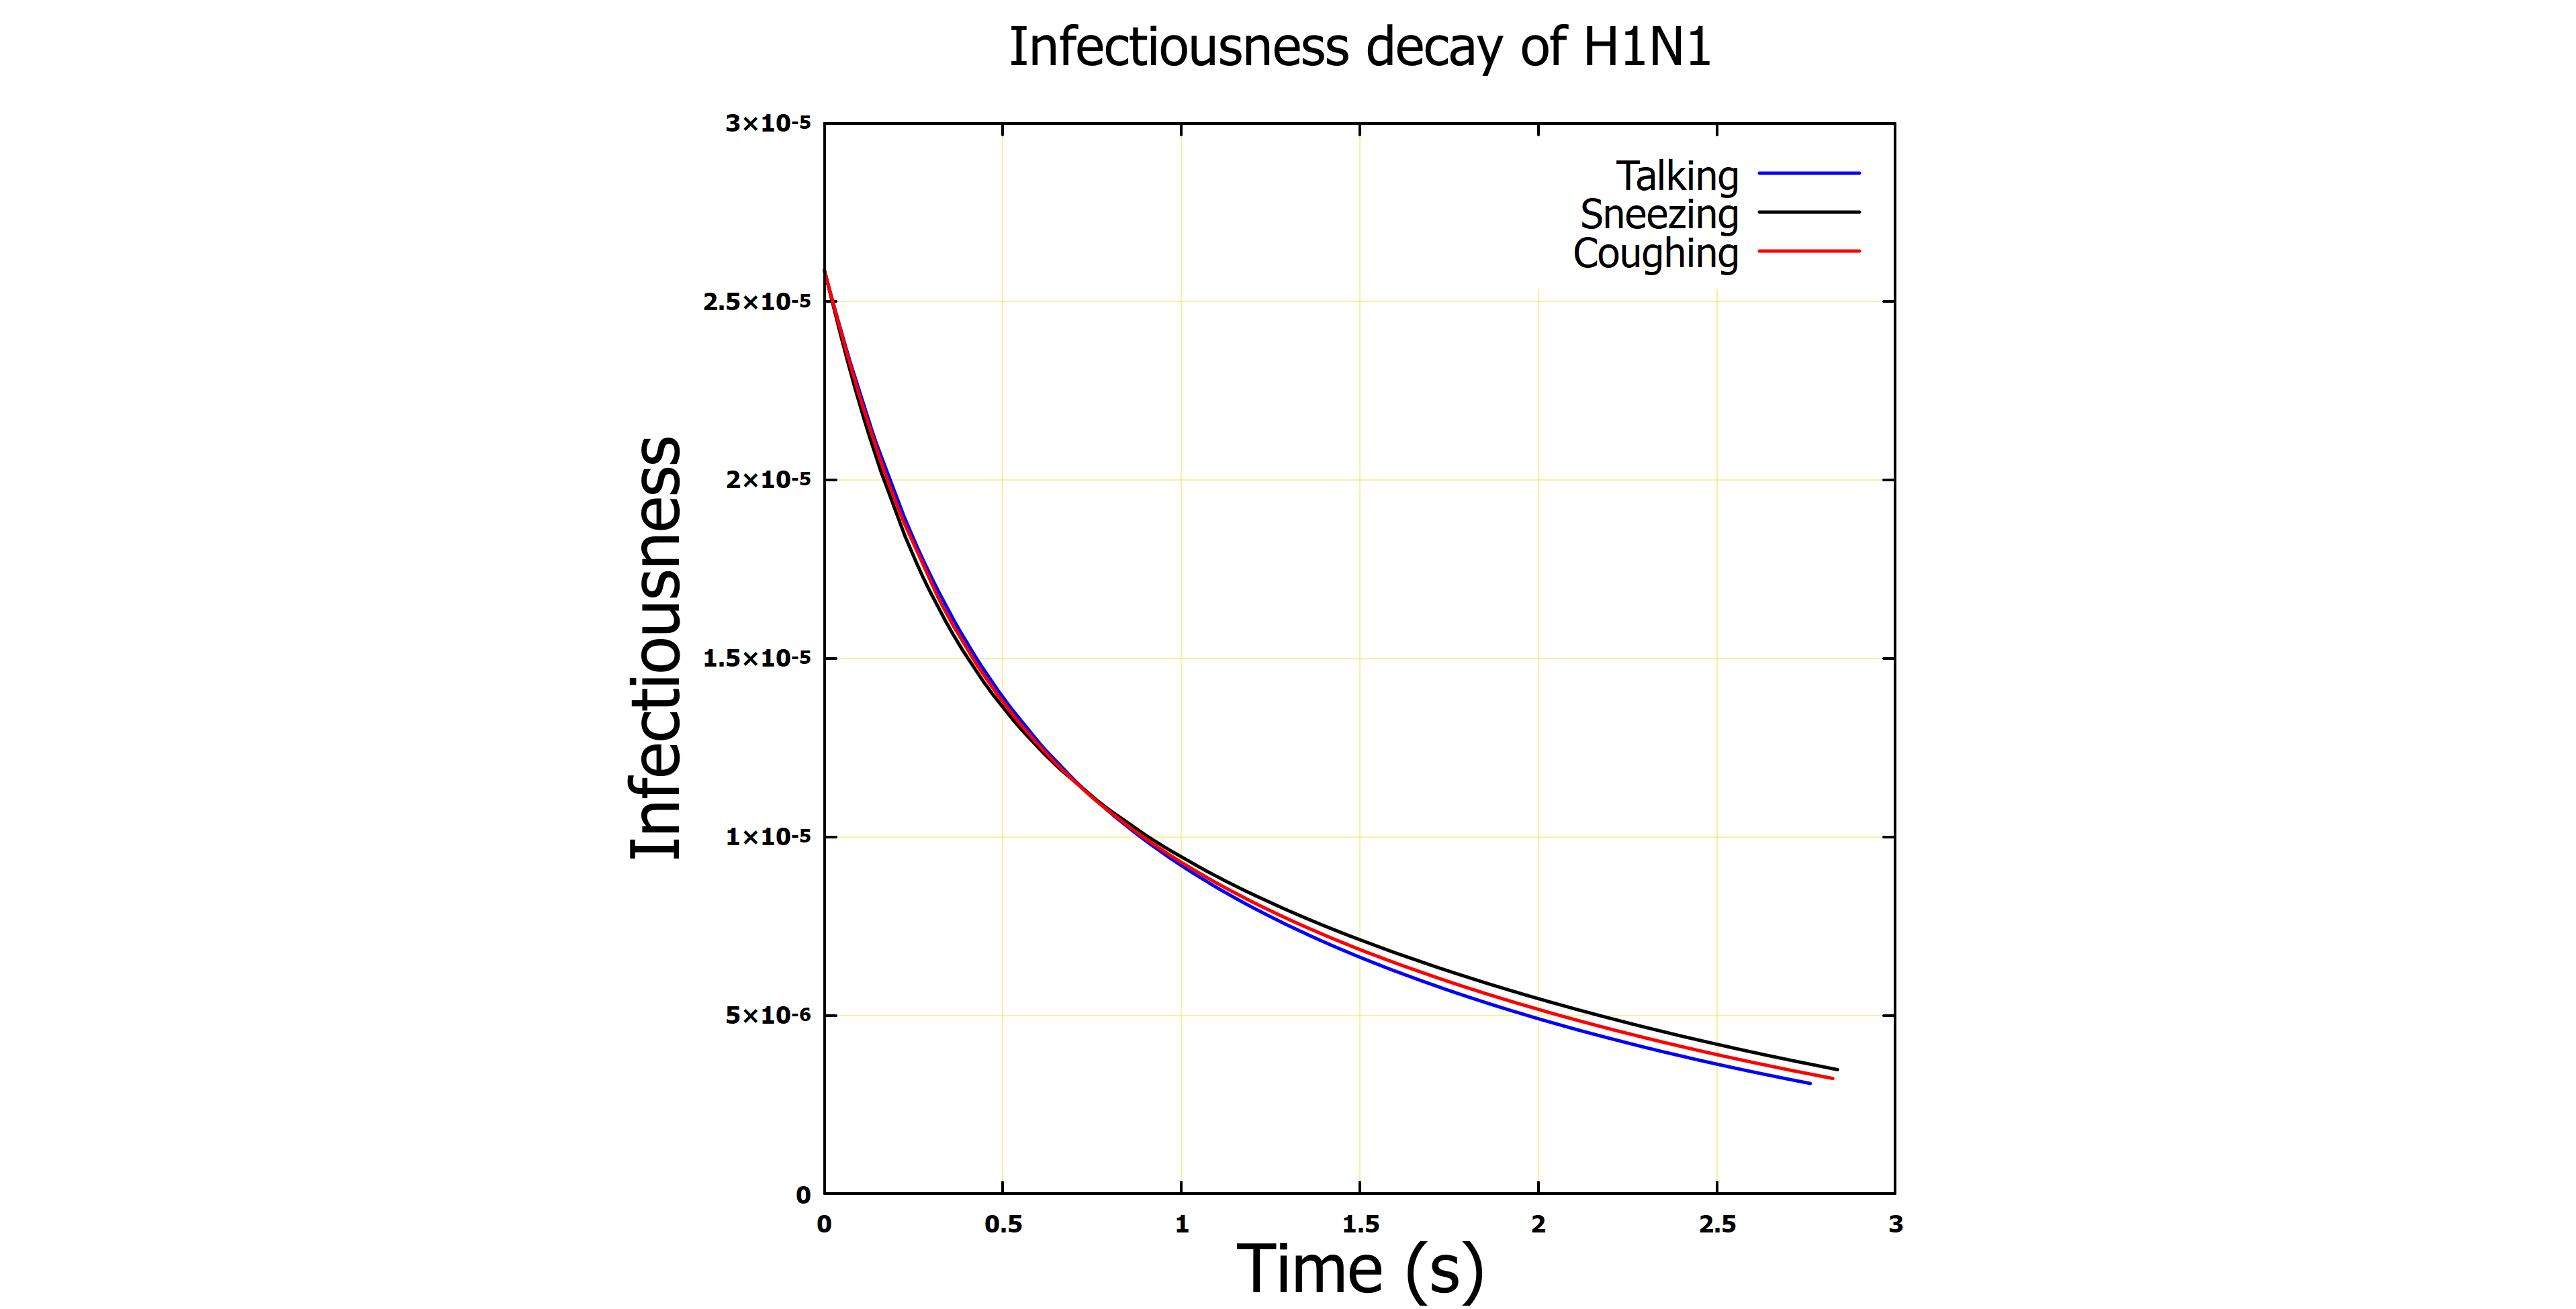 Infectiousness decay of H1N1
3×10⁻⁵
2.5×10⁻⁵
2×10⁻⁵
1.5×10⁻⁵
1×10⁻⁵
5×10⁻⁶
0
Infectiousness
Talking
Sneezing
Coughing
0 0.5 1 1.5 2 2.5 3
Time (s)